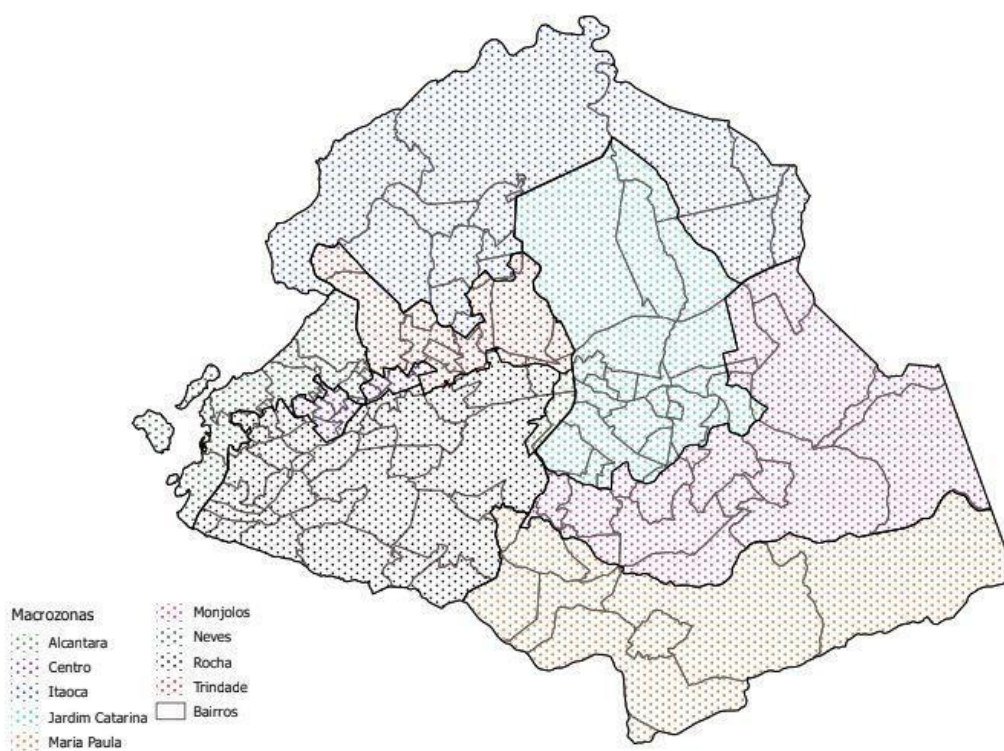 Macrozonas
Alcantara
Centro
Itaoca
Jardim Catarina
Maria Paula
Monjolos
Neves
Rocha
Trindade
Bairros